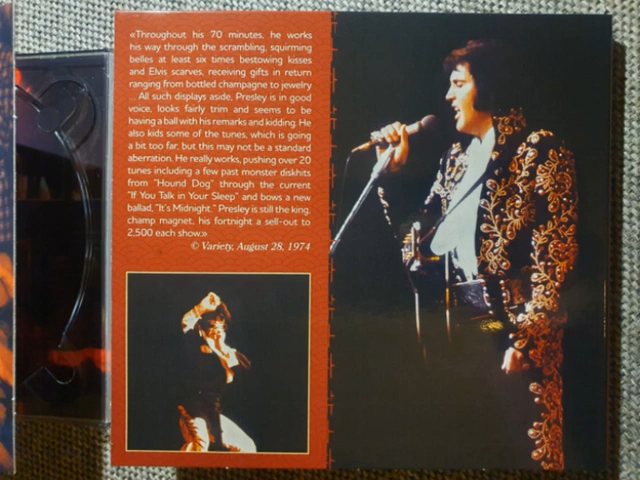 «Throughout his 70 minutes, he works
his way through the scrambling, squirming
belles at least six times bestowing kisses
and Elvis scarves, receiving gifts in return
ranging from bottled champagne to jewelry
... All such displays aside, Presley is in good
voice, looks fairly trim and seems to be
having a ball with his remarks and kidding. He
also kids some of the tunes, which is going
a bit too far, but this may not be a standard
aberration. He really works, pushing over 20
tunes including a few past monster diskhits
from "Hound Dog" through the current
"If You Talk in Your Sleep" and bows a new
ballad, "It's Midnight." Presley is still the king,
champ magnet, his fortnight a sell-out to
2,500 each show.»
© Variety, August 28, 1974